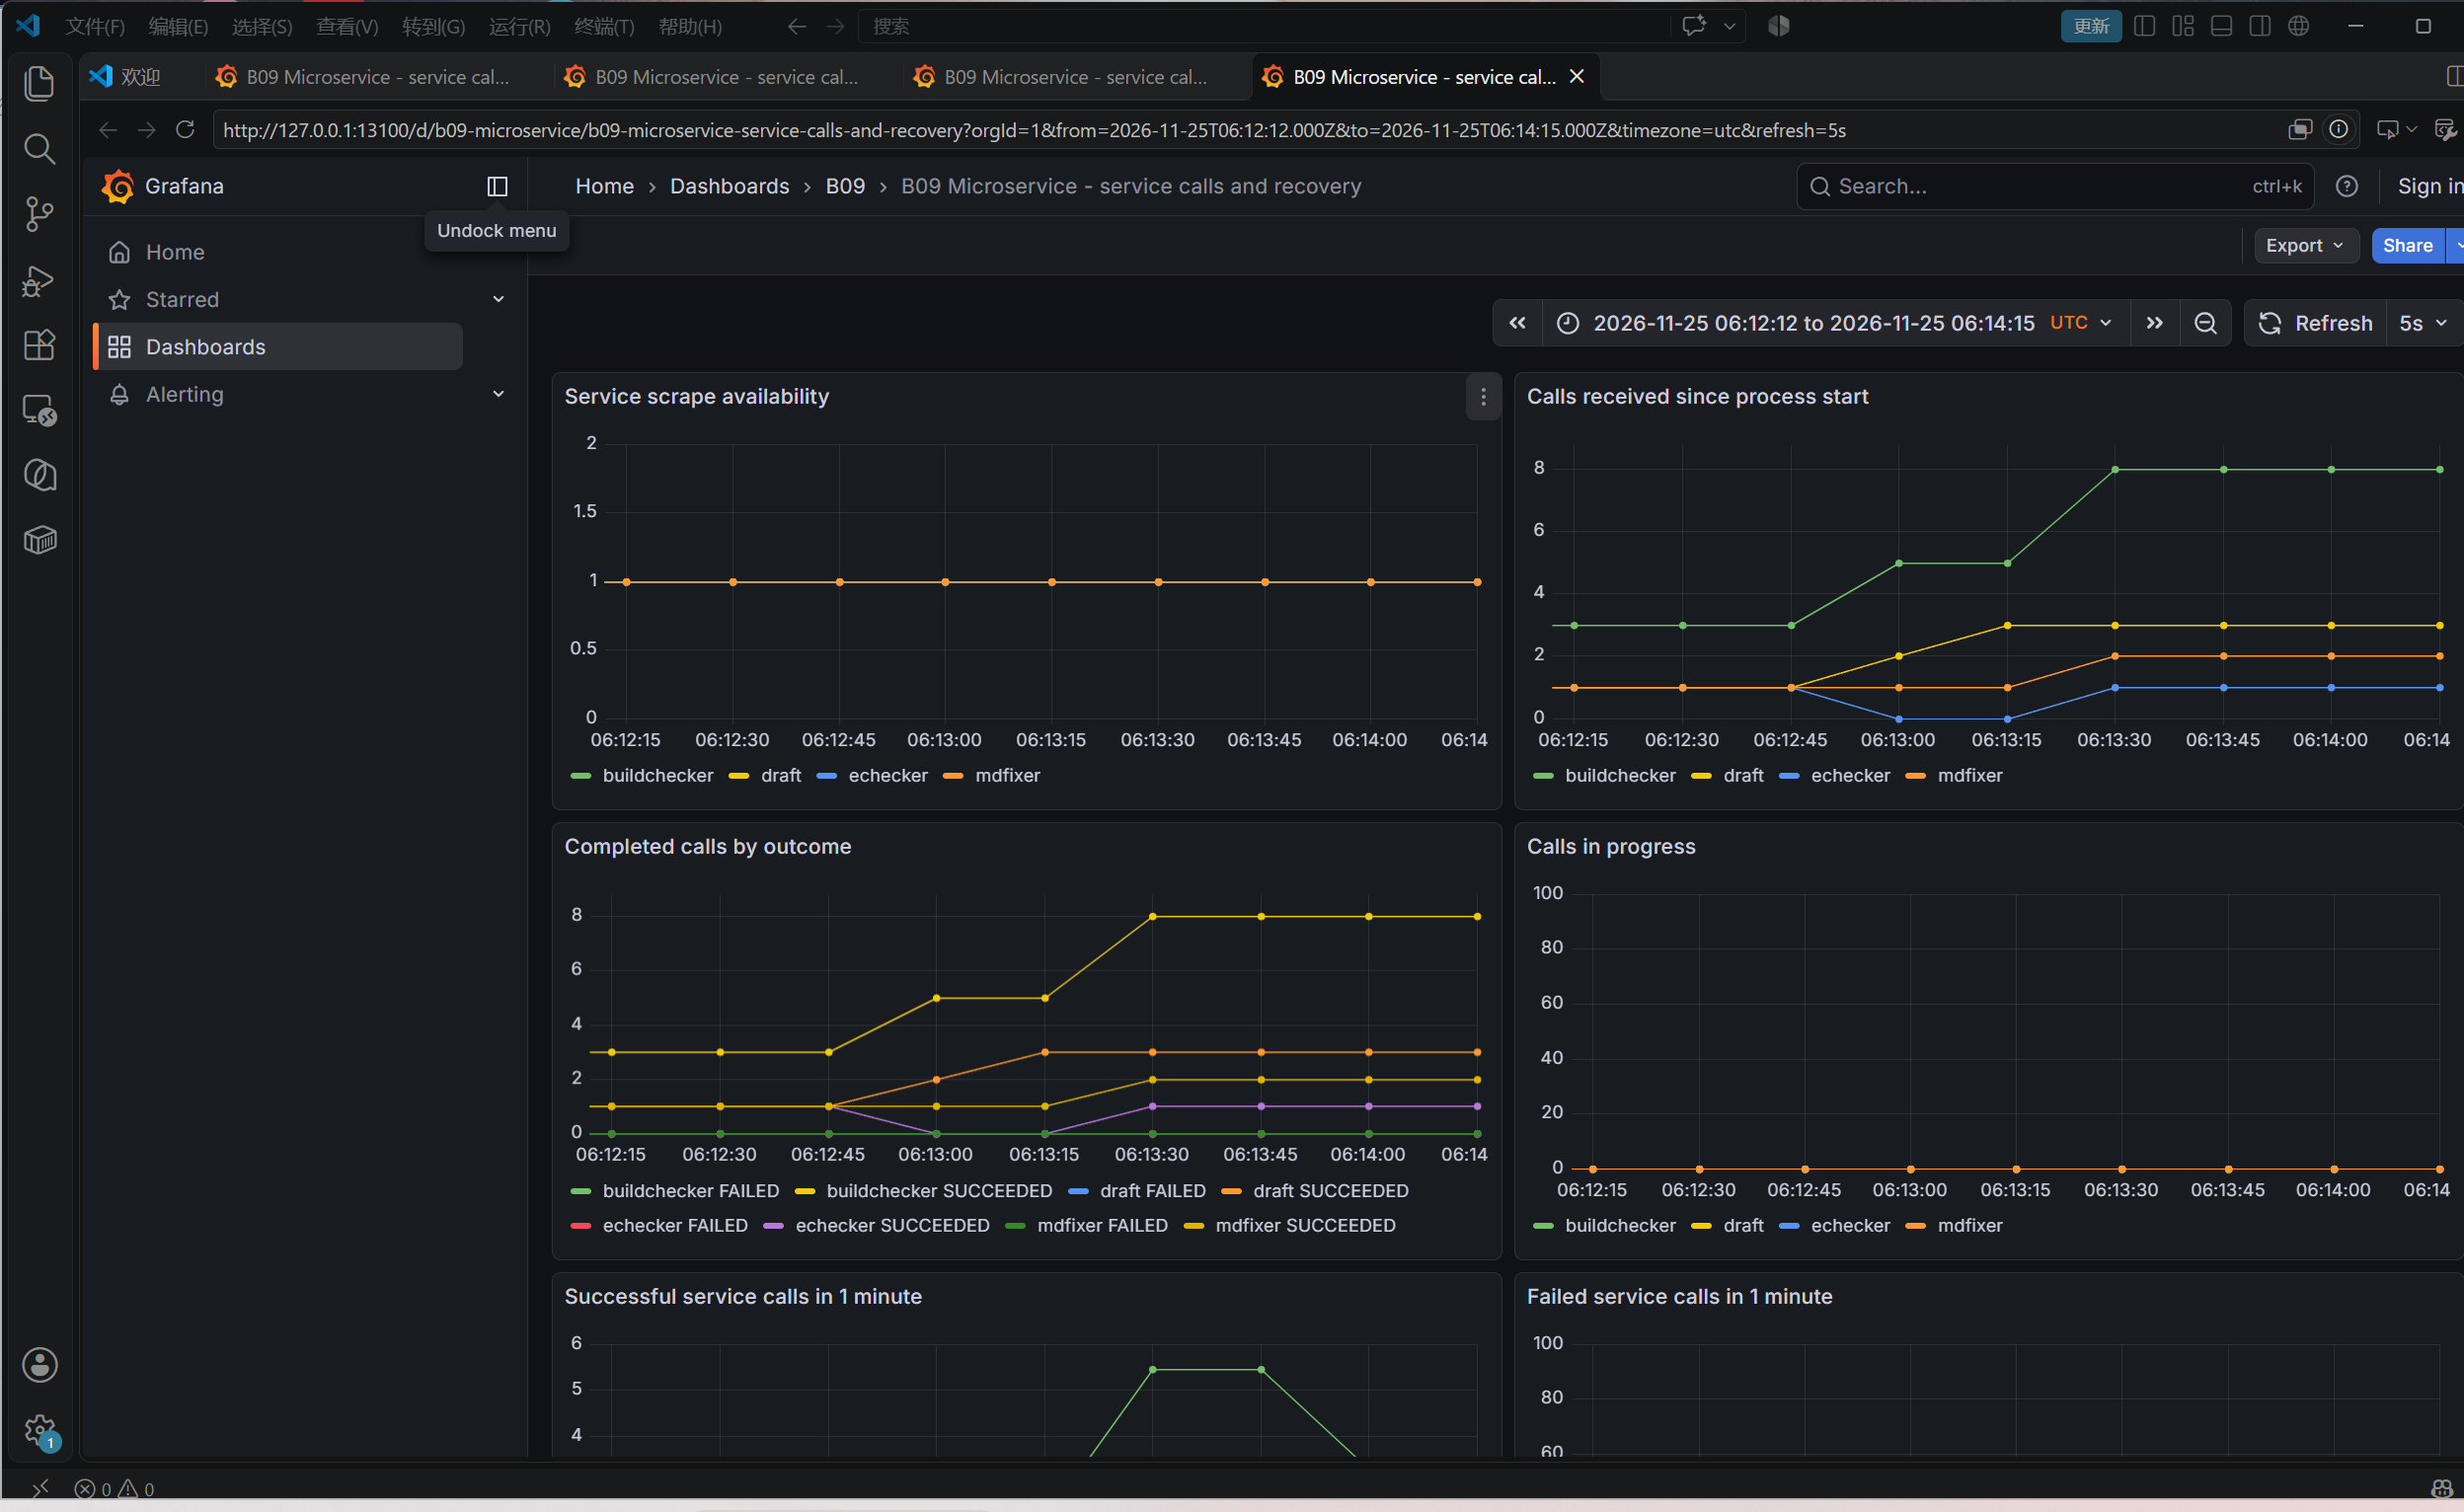 文件(F) 编辑(E) 选择(S) 查看(V) 转到(G) 运行(R) 终端(T) 帮助(H) 搜索 更新
欢迎 B09 Microservice - service cal... B09 Microservice - service cal... B09 Microservice - service cal... B09 Microservice - service cal...
http://127.0.0.1:13100/d/b09-microservice/b09-microservice-service-calls-and-recovery?orgId=1&from=2026-11-25T06:12:12.000Z&to=2026-11-25T06:14:15.000Z&timezone=utc&refresh=5s
Grafana Home › Dashboards › B09 › B09 Microservice - service calls and recovery Search... ctrl+k Sign in
Undock menu
Export Share
Home
Starred
Dashboards
Alerting
2026-11-25 06:12:12 to 2026-11-25 06:14:15 UTC Refresh 5s
Service scrape availability
2
1.5
1
0.5
0
06:12:15 06:12:30 06:12:45 06:13:00 06:13:15 06:13:30 06:13:45 06:14:00 06:14
buildchecker draft echecker mdfixer
Calls received since process start
8
6
4
2
0
06:12:15 06:12:30 06:12:45 06:13:00 06:13:15 06:13:30 06:13:45 06:14:00 06:14
buildchecker draft echecker mdfixer
Completed calls by outcome
8
6
4
2
0
06:12:15 06:12:30 06:12:45 06:13:00 06:13:15 06:13:30 06:13:45 06:14:00 06:14
buildchecker FAILED buildchecker SUCCEEDED draft FAILED draft SUCCEEDED
echecker FAILED echecker SUCCEEDED mdfixer FAILED mdfixer SUCCEEDED
Calls in progress
100
80
60
40
20
0
06:12:15 06:12:30 06:12:45 06:13:00 06:13:15 06:13:30 06:13:45 06:14:00 06:14
buildchecker draft echecker mdfixer
Successful service calls in 1 minute
6
5
4
Failed service calls in 1 minute
100
80
60
1
0 0